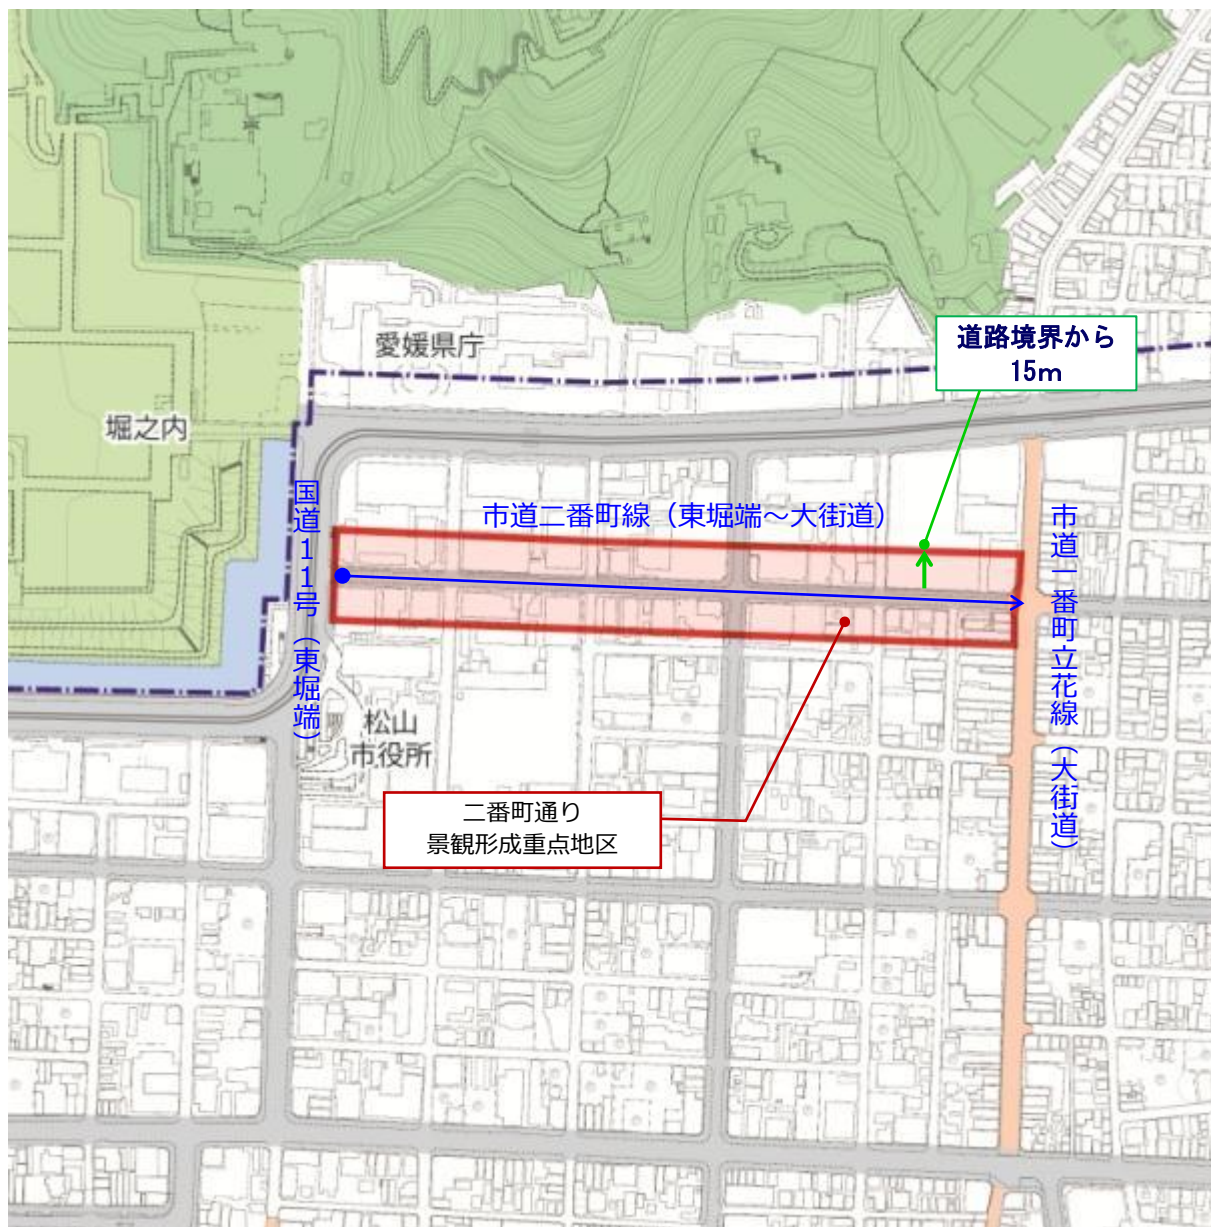 愛媛県庁
道路境界から
15m
堀之内
国道11号（東堀端）
市道二番町線（東堀端～大街道）
市道一番町立花線（大街道）
松山
市役所
二番町通り
景観形成重点地区